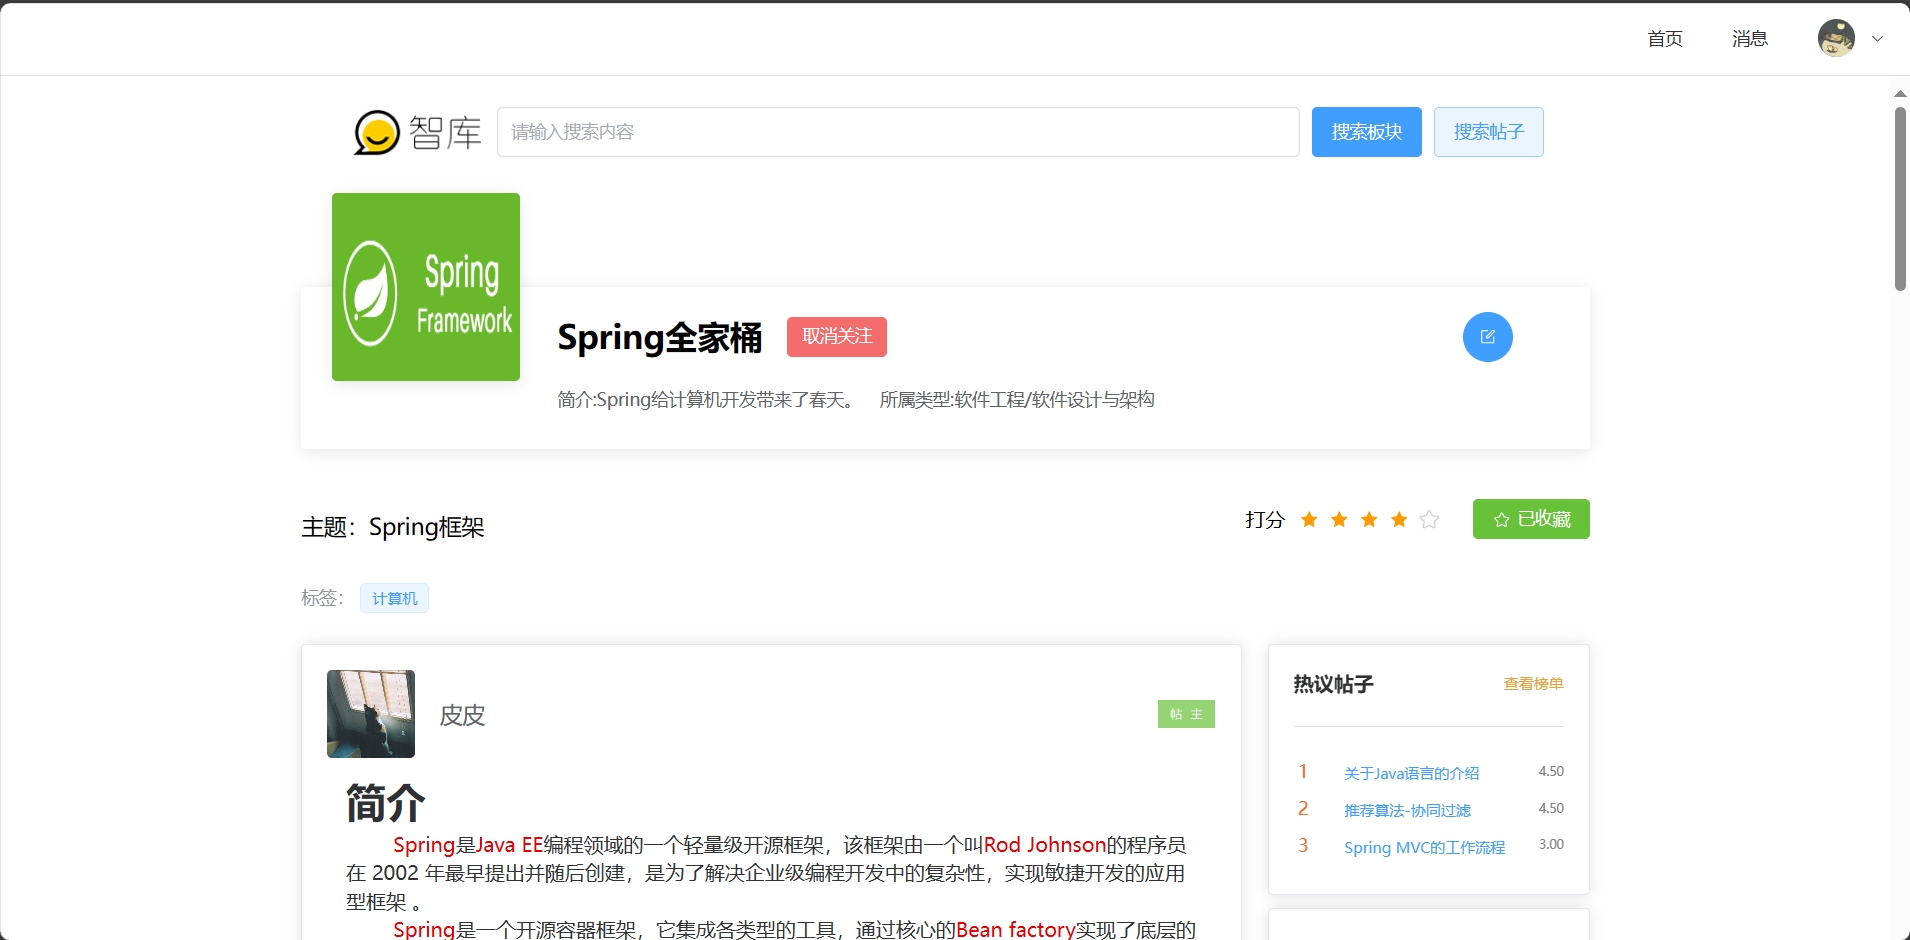 首页 消息
智库 请输入搜索内容 搜索板块 搜索帖子
Spring
Framework
Spring全家桶 取消关注
简介:Spring给计算机开发带来了春天。 所属类型:软件工程/软件设计与架构
主题：Spring框架 打分 已收藏
标签： 计算机
皮皮 帖 主
简介
Spring是Java EE编程领域的一个轻量级开源框架，该框架由一个叫Rod Johnson的程序员
在 2002 年最早提出并随后创建，是为了解决企业级编程开发中的复杂性，实现敏捷开发的应用
型框架 。
Spring是一个开源容器框架，它集成各类型的工具，通过核心的Bean factory实现了底层的
热议帖子 查看榜单
1 关于Java语言的介绍 4.50
2 推荐算法-协同过滤 4.50
3 Spring MVC的工作流程 3.00